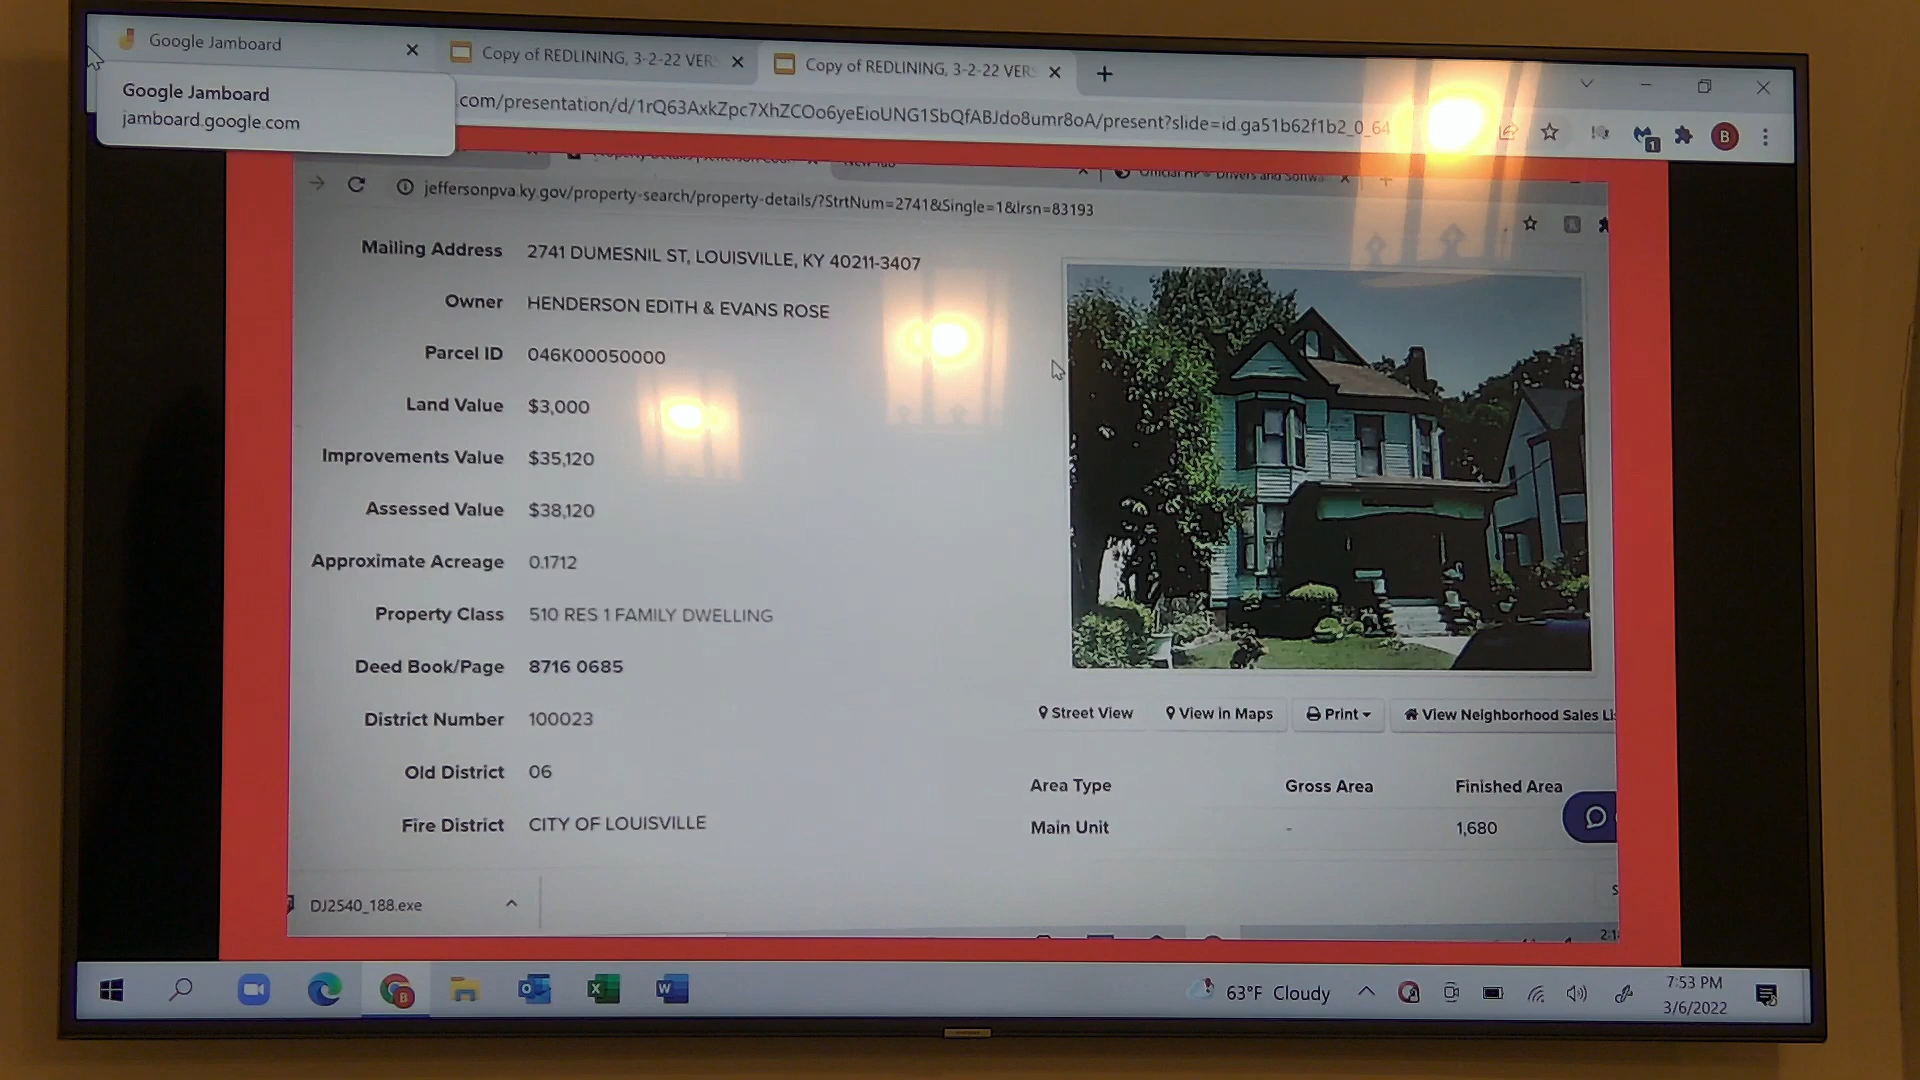 Google Jamboard
Copy of REDLINING, 3-2-22 VER
Copy of REDLINING, 3-2-22 VER
Google Jamboard
jamboard.google.com
.com/presentation/d/1rQ63AxkZpc7XhZCOo6yeEioUNG1SbQfABJdo8umr8oA/present?slide=id.ga51b62f1b2_0_64
B
1
jeffersonpva.ky.gov/property-search/property-details/?StrtNum=2741&Single=1&lrsn=83193
Mailing Address 2741 DUMESNIL ST, LOUISVILLE, KY 40211-3407
Owner HENDERSON EDITH & EVANS ROSE
Parcel ID 046K00050000
Land Value $3,000
Improvements Value $35,120
Assessed Value $38,120
Approximate Acreage 0.1712
Property Class 510 RES 1 FAMILY DWELLING
Deed Book/Page 8716 0685
District Number 100023
Old District 06
Fire District CITY OF LOUISVILLE
Street View View in Maps Print View Neighborhood Sales Li
Area Type Gross Area Finished Area
Main Unit - 1,680
DJ2540_188.exe
63°F Cloudy
7:53 PM
3/6/2022